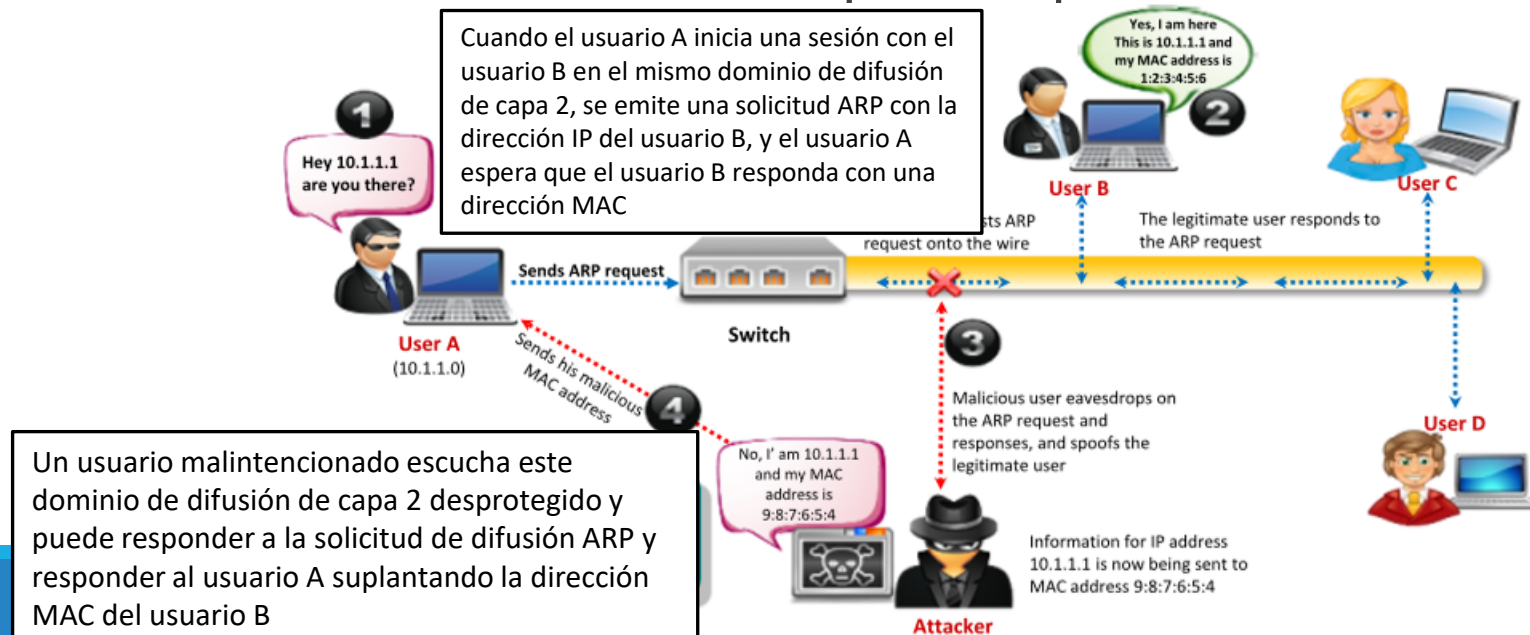 Cuando el usuario A inicia una sesión con el
usuario B en el mismo dominio de difusión
de capa 2, se emite una solicitud ARP con la
dirección IP del usuario B, y el usuario A
espera que el usuario B responda con una
dirección MAC
1
Hey 10.1.1.1
are you there?
User A
(10.1.1.0)
Sends ARP request
Switch
sts ARP
request onto the wire
Yes, I am here
This is 10.1.1.1 and
my MAC address is
1:2:3:4:5:6
2
User B
The legitimate user responds to
the ARP request
User C
User D
3
Malicious user eavesdrops on
the ARP request and
responses, and spoofs the
legitimate user
Sends his malicious
MAC address
4
No, I' am 10.1.1.1
and my MAC
address is
9:8:7:6:5:4
Attacker
Information for IP address
10.1.1.1 is now being sent to
MAC address 9:8:7:6:5:4
Un usuario malintencionado escucha este
dominio de difusión de capa 2 desprotegido y
puede responder a la solicitud de difusión ARP y
responder al usuario A suplantando la dirección
MAC del usuario B